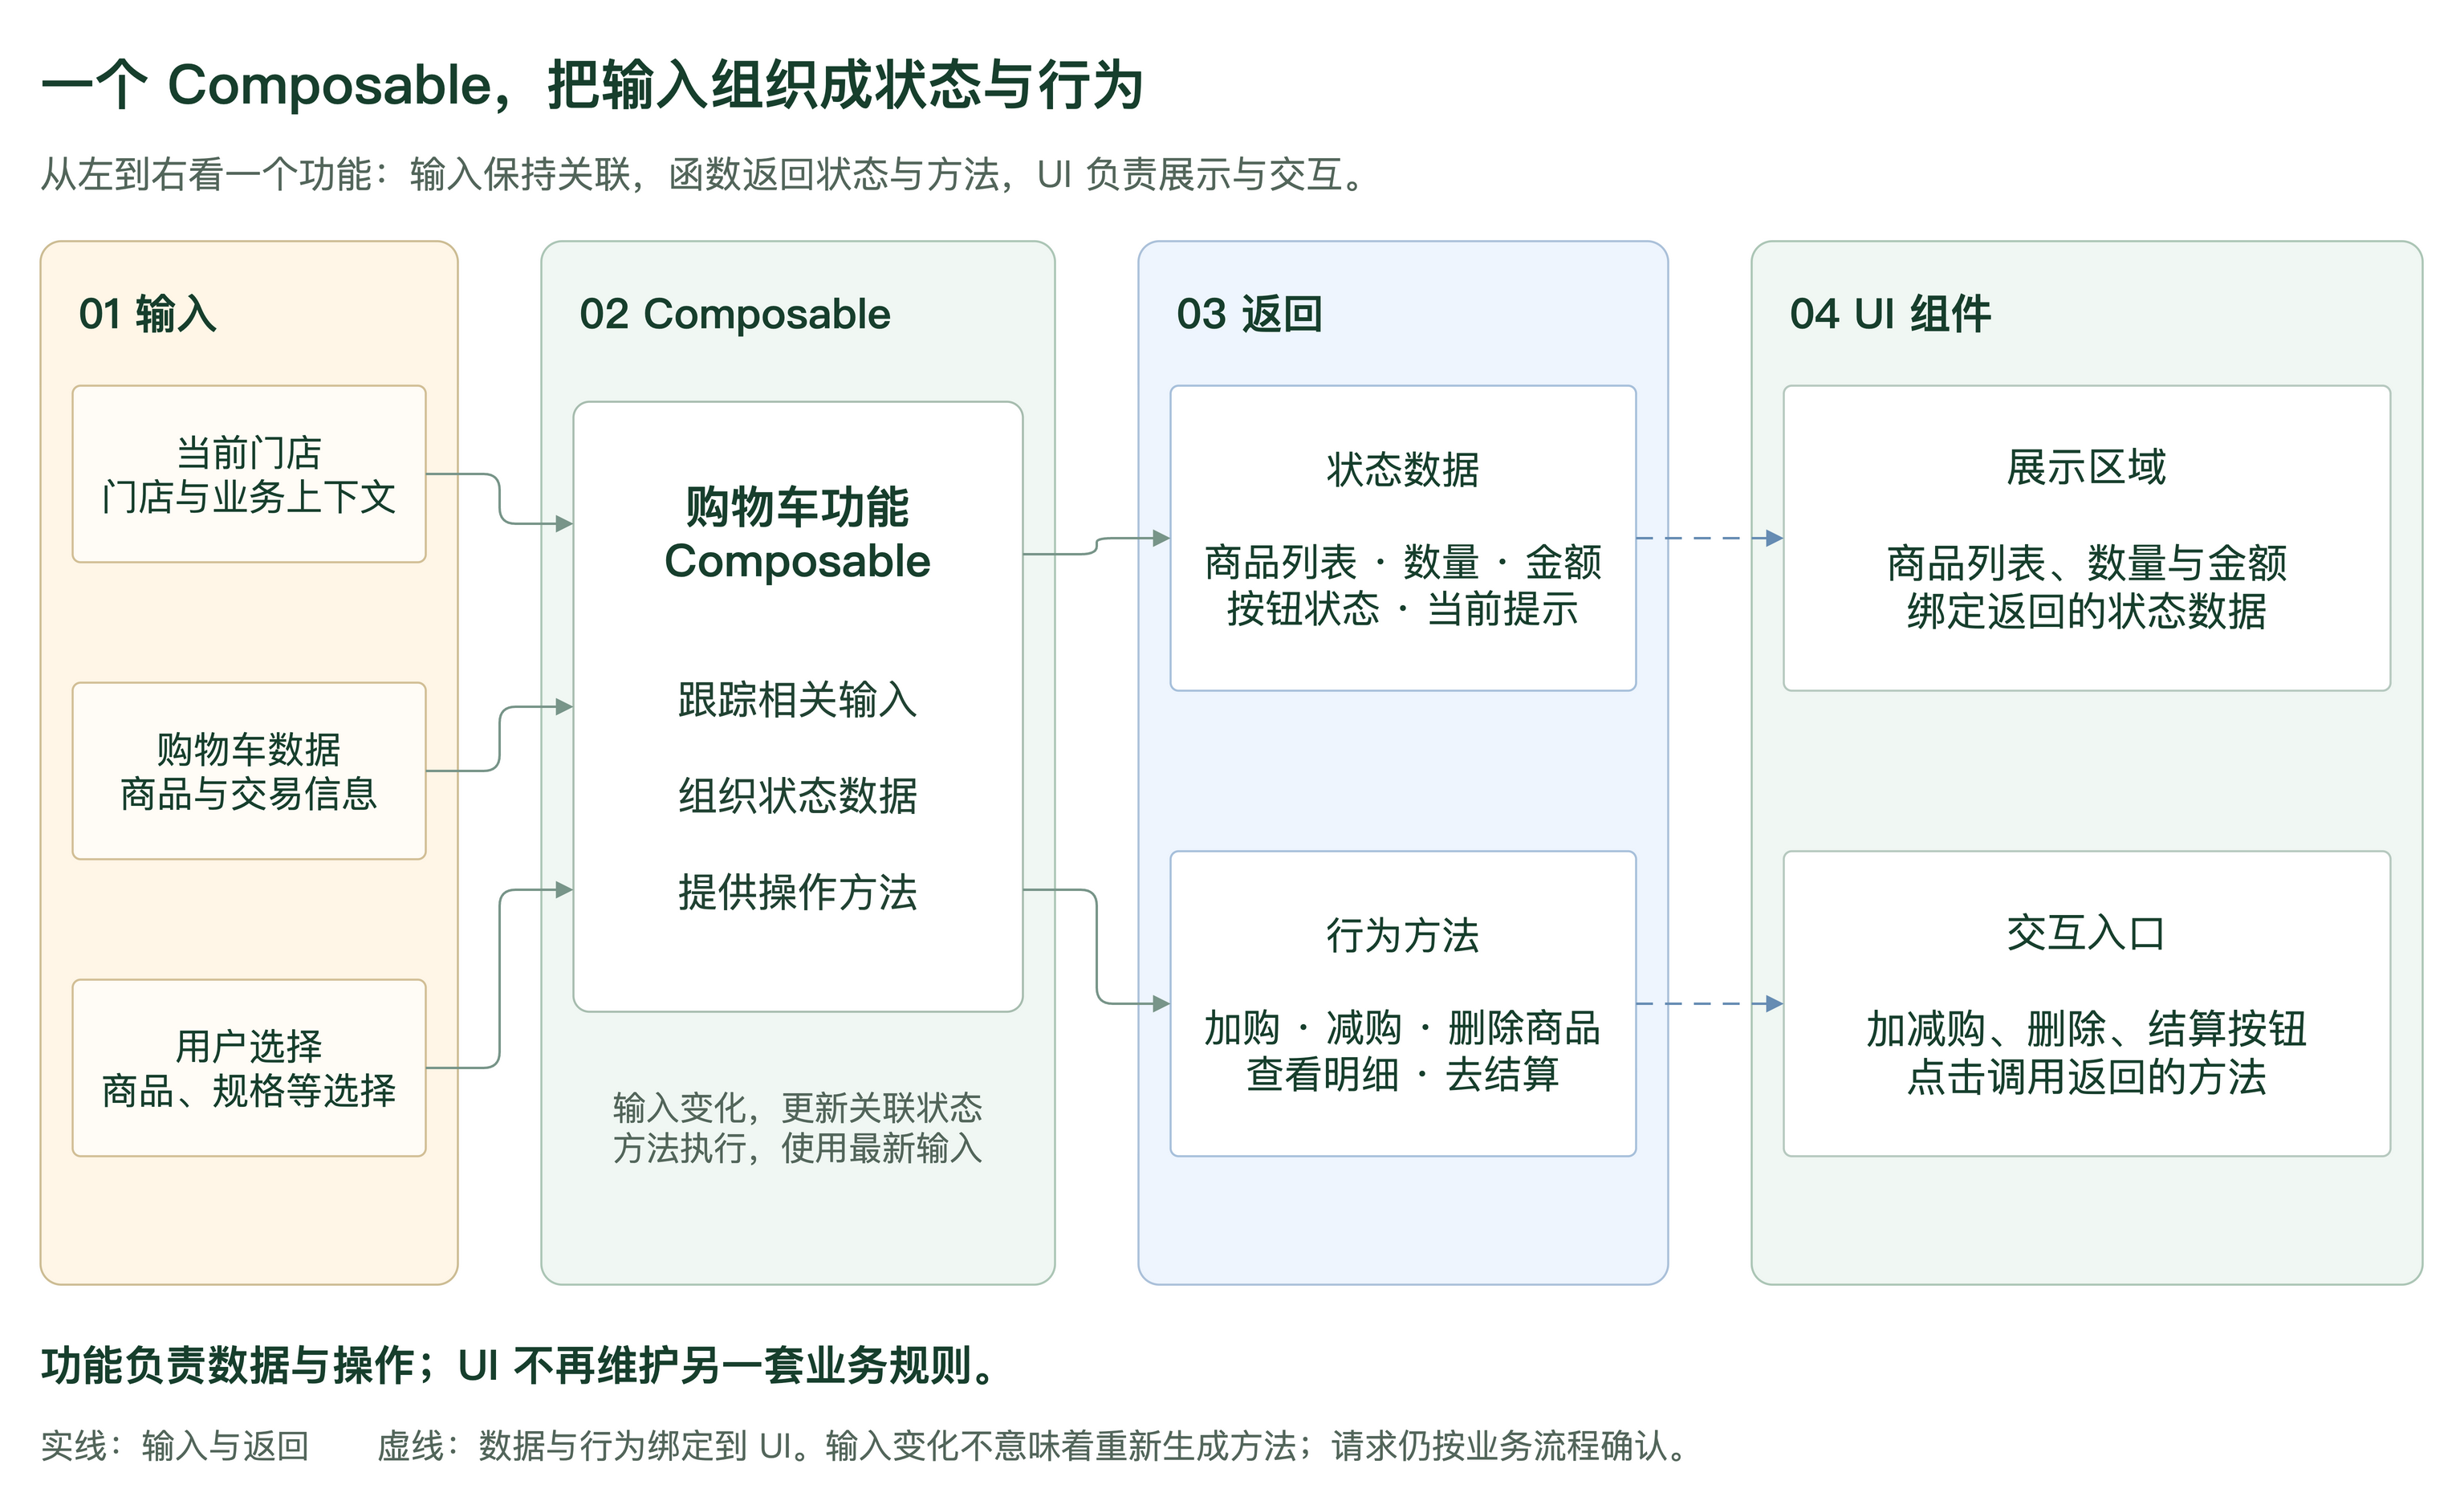 一个 Composable，把输入组织成状态与行为
从左到右看一个功能：输入保持关联，函数返回状态与方法，UI 负责展示与交互。
01 输入
当前门店
门店与业务上下文
购物车数据
商品与交易信息
用户选择
商品、规格等选择
02 Composable
购物车功能
Composable
跟踪相关输入
组织状态数据
提供操作方法
输入变化，更新关联状态
方法执行，使用最新输入
03 返回
状态数据
商品列表 · 数量 · 金额
按钮状态 · 当前提示
行为方法
加购 · 减购 · 删除商品
查看明细 · 去结算
04 UI 组件
展示区域
商品列表、数量与金额
绑定返回的状态数据
交互入口
加减购、删除、结算按钮
点击调用返回的方法
功能负责数据与操作；UI 不再维护另一套业务规则。
实线：输入与返回 虚线：数据与行为绑定到 UI。输入变化不意味着重新生成方法；请求仍按业务流程确认。